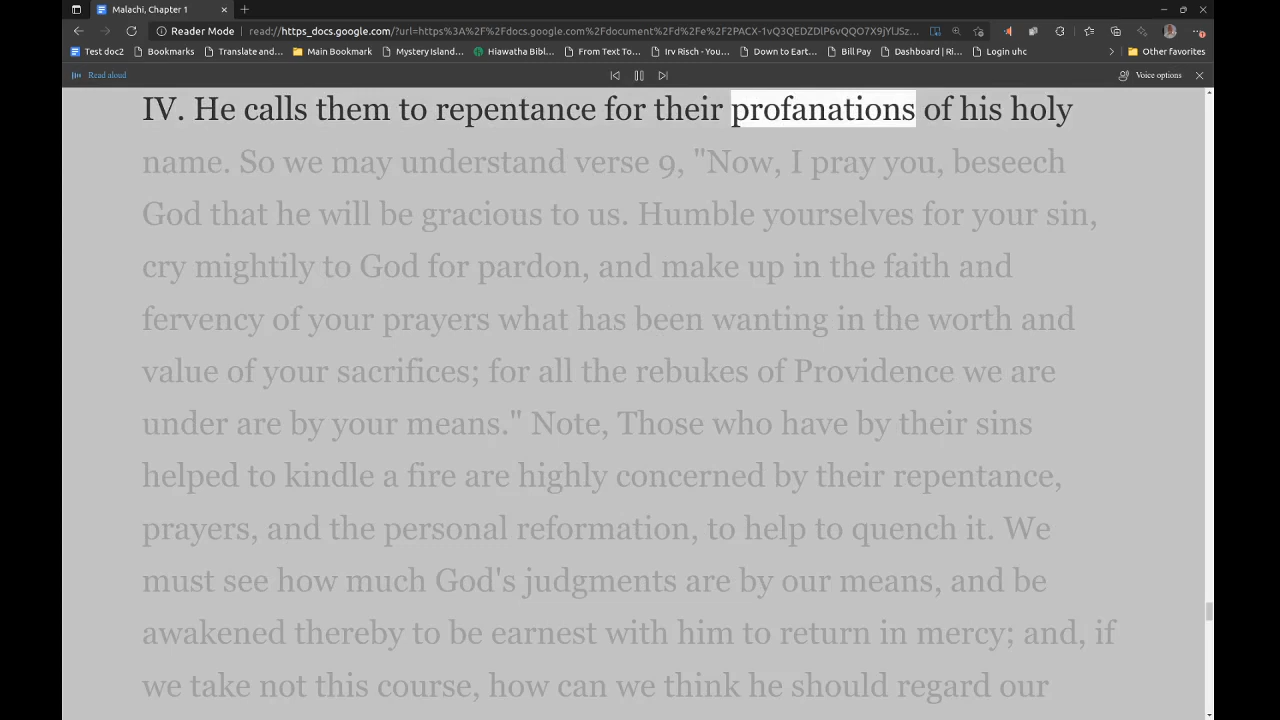 Malachi, Chapter 1
Reader Mode
read://https_docs.google.com/?url=https%3A%2F%2Fdocs.google.com%2Fdocument%2Fd%2Fe%2F2PACX-1vQ3QEDZDlP6vQQO7X9jYlJSz...
Test doc2
Bookmarks
Translate and...
Main Bookmark
Mystery Island...
Hiawatha Bibl...
From Text To...
Irv Risch - You...
Down to Eart...
Bill Pay
Dashboard | Ri...
Login uhc
Other favorites
Read aloud
Voice options
IV. He calls them to repentance for their profanations of his holy
name. So we may understand verse 9, "Now, I pray you, beseech
God that he will be gracious to us. Humble yourselves for your sin,
cry mightily to God for pardon, and make up in the faith and
fervency of your prayers what has been wanting in the worth and
value of your sacrifices; for all the rebukes of Providence we are
under are by your means." Note, Those who have by their sins
helped to kindle a fire are highly concerned by their repentance,
prayers, and the personal reformation, to help to quench it. We
must see how much God's judgments are by our means, and be
awakened thereby to be earnest with him to return in mercy; and, if
we take not this course, how can we think he should regard our